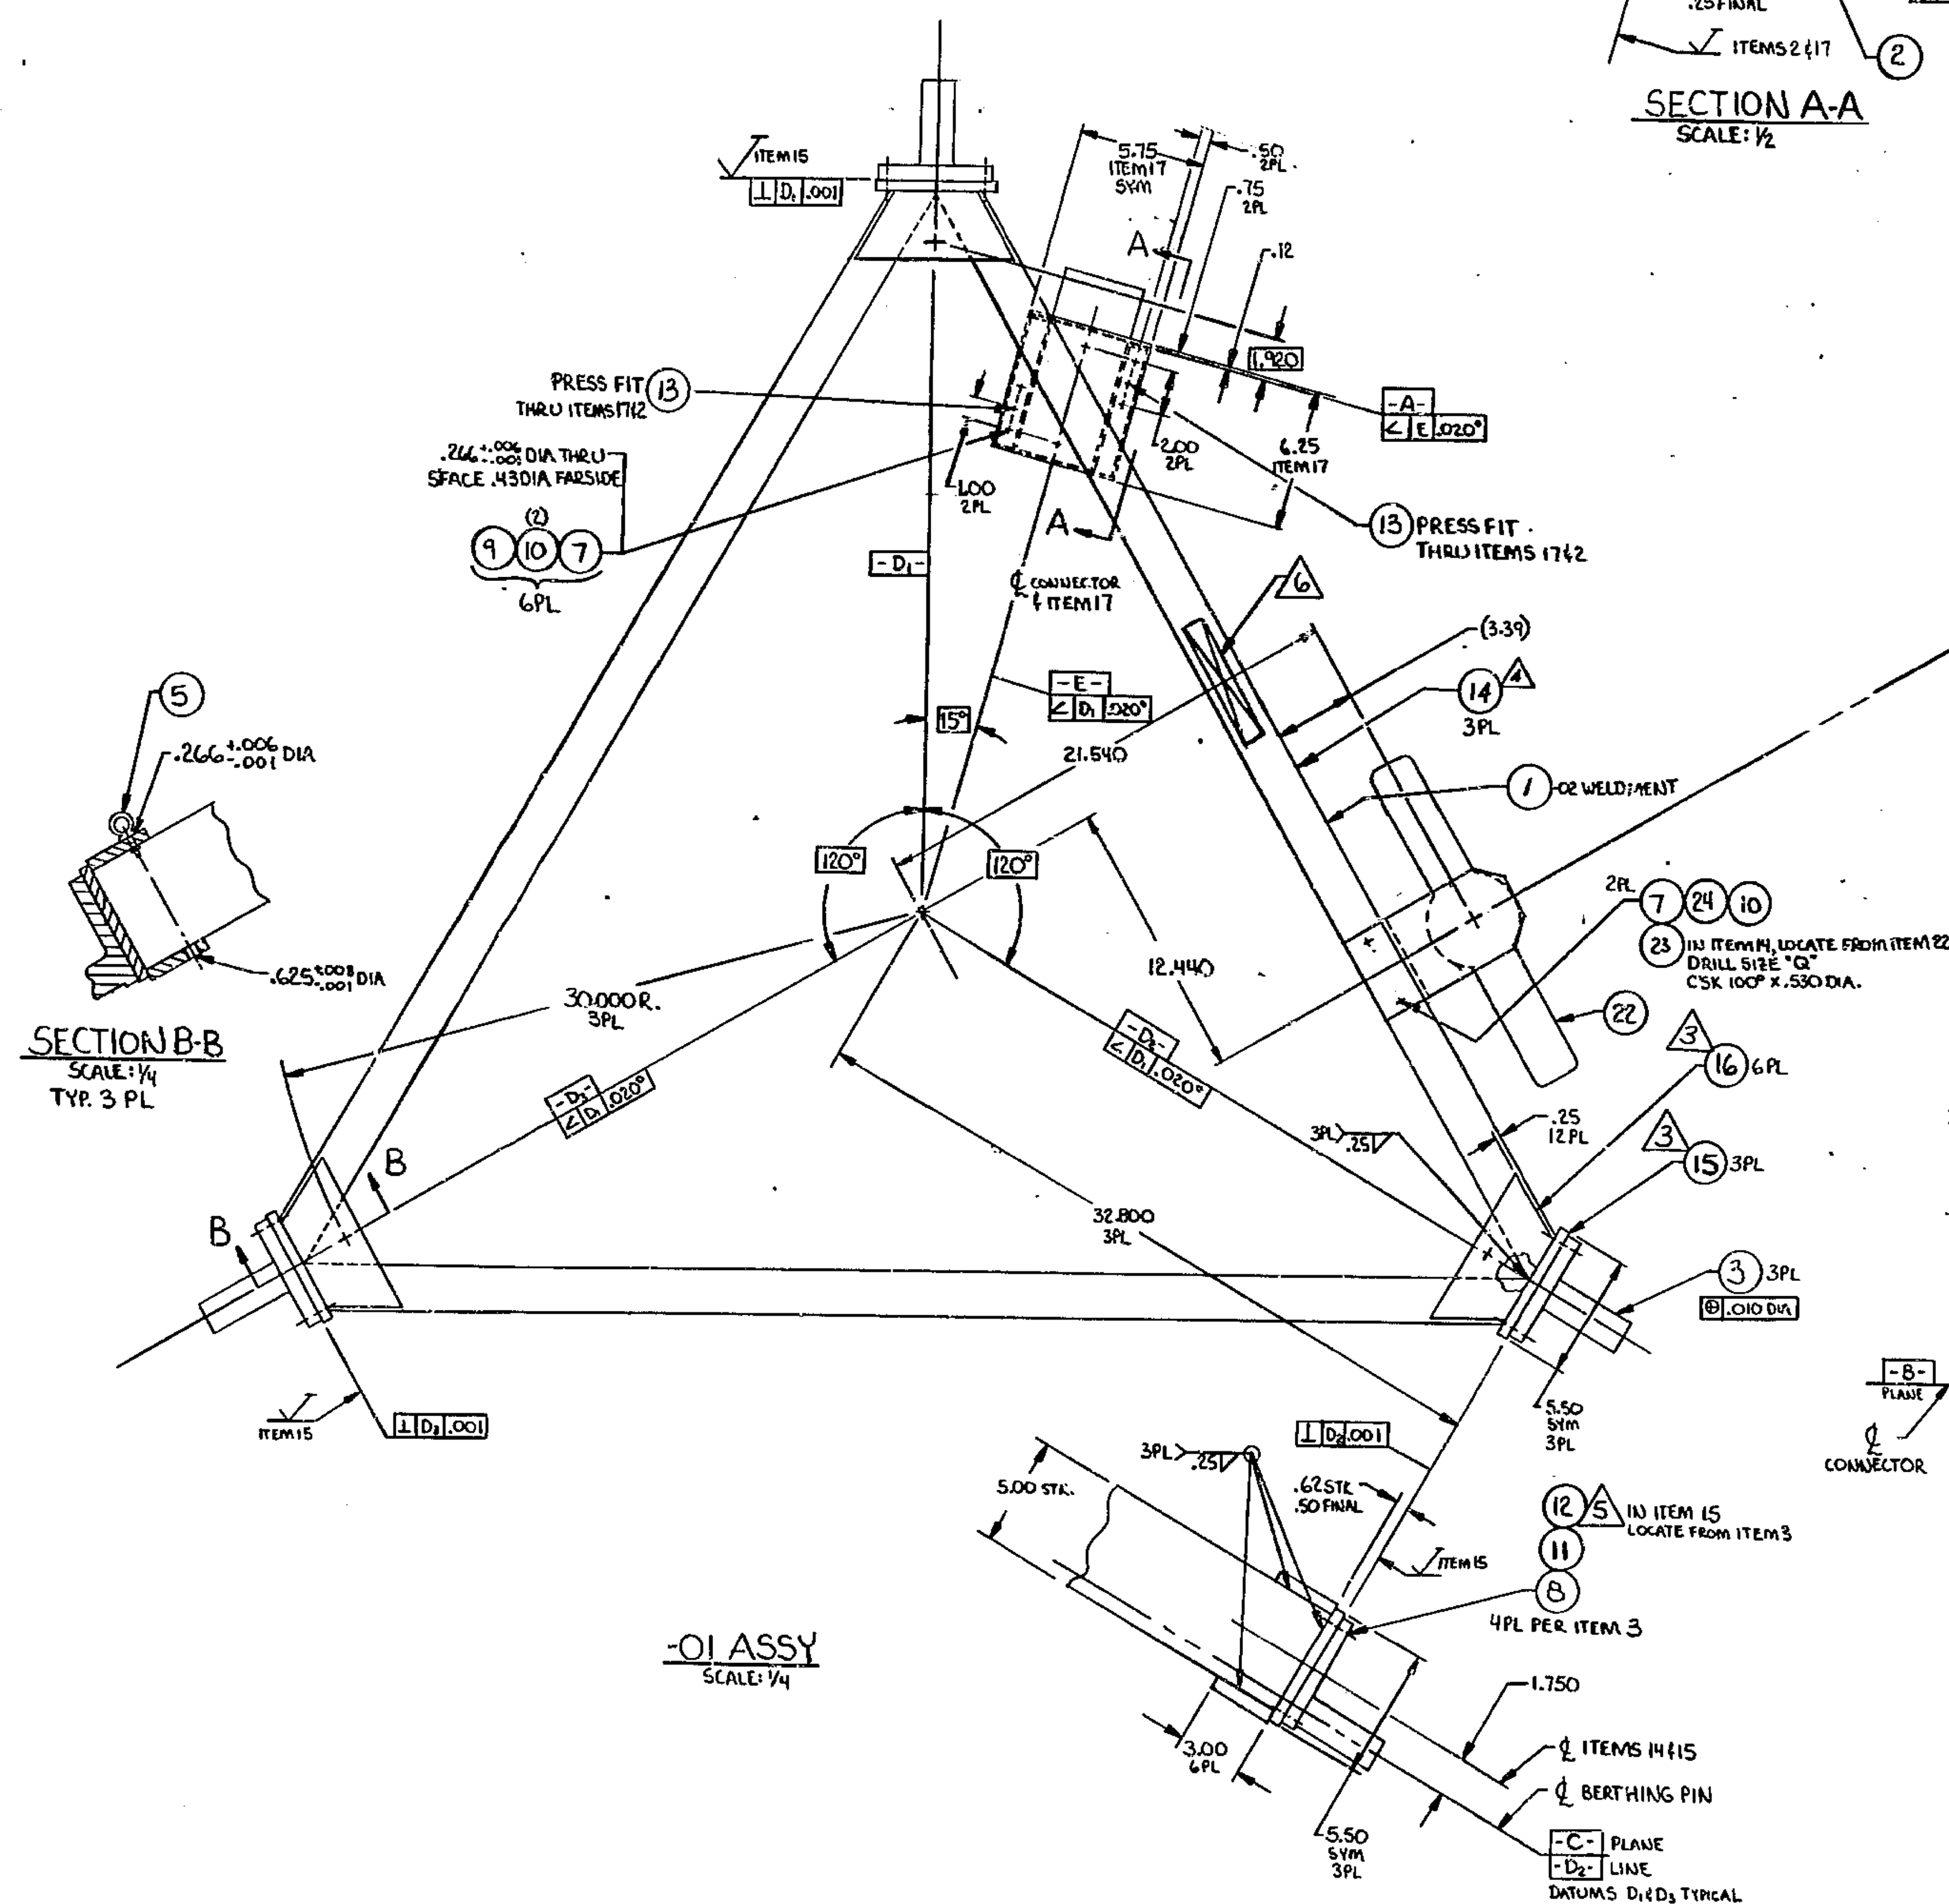 .25 FINAL
ITEMS 2 & 17
2
SECTION A-A
SCALE: 1/2
ITEM 15
⊥ D₁ .001
5.75
ITEM 17
SYM
.50
2PL
.75
2PL
A
.12
1.920
-A-
∠ E .020°
PRESS FIT 13
THRU ITEMS 17 & 2
.266 +.006 -.001 DIA THRU
SFACE .43 DIA FARSIDE
(2)
9 10 7
6PL
1.00
2PL
2.00
2PL
6.25
ITEM 17
A
13 PRESS FIT
THRU ITEMS 17 & 2
-D₁-
℄ CONNECTOR
& ITEM 17
6
(3.39)
14 4
3PL
-E-
∠ D₁ .020°
15°
21.540
1 -02 WELDMENT
5
.266 +.006 -.001 DIA
.625 +.008 -.001 DIA
SECTION B-B
SCALE: 1/4
TYP. 3 PL
120°
120°
2PL 7 24 10
23 IN ITEM 14, LOCATE FROM ITEM 22
DRILL SIZE "Q"
CSK 100° X .530 DIA.
12.440
30.000 R.
3PL
22
-D₂-
∠ D₁ .020°
-D₃-
∠ D₁ .020°
3
16 6PL
.25
12PL
3PL .25
3
15 3PL
B
B
32.800
3PL
3 3PL
⌖ .010 DIA
ITEM 15
⊥ D₃ .001
5.50
SYM
3PL
-B-
PLANE
℄
CONNECTOR
⊥ D₂ .001
3PL .25
5.00 STK.
.62 STK
.50 FINAL
ITEM 15
12 5 IN ITEM 15
LOCATE FROM ITEM 3
11
8
4PL PER ITEM 3
-01 ASSY
SCALE: 1/4
1.750
℄ ITEMS 14 & 15
℄ BERTHING PIN
3.00
6PL
5.50
SYM
3PL
-C- PLANE
-D₂- LINE
DATUMS D₁ & D₃ TYPICAL